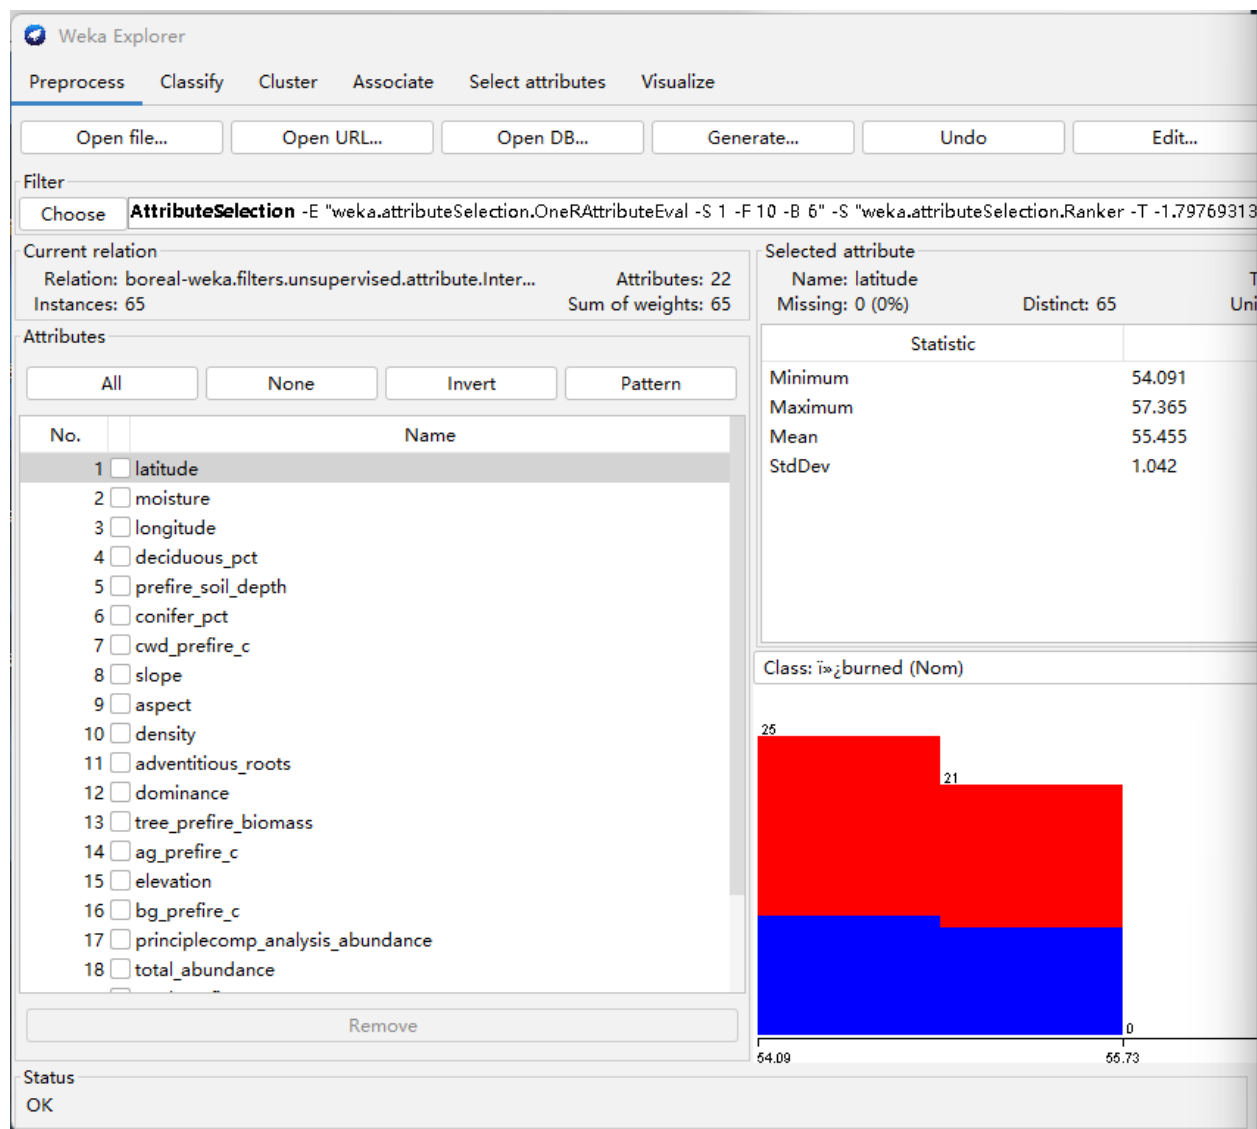 Weka Explorer
Preprocess Classify Cluster Associate Select attributes Visualize
Open file... Open URL... Open DB... Generate... Undo Edit...
Filter
Choose AttributeSelection -E "weka.attributeSelection.OneRAttributeEval -S 1 -F 10 -B 6" -S "weka.attributeSelection.Ranker -T -1.79769313
Current relation
Relation: boreal-weka.filters.unsupervised.attribute.Inter... Attributes: 22
Instances: 65 Sum of weights: 65
Attributes
All None Invert Pattern
No. Name
1 latitude
2 moisture
3 longitude
4 deciduous_pct
5 prefire_soil_depth
6 conifer_pct
7 cwd_prefire_c
8 slope
9 aspect
10 density
11 adventitious_roots
12 dominance
13 tree_prefire_biomass
14 ag_prefire_c
15 elevation
16 bg_prefire_c
17 principlecomp_analysis_abundance
18 total_abundance
Remove
Selected attribute
Name: latitude T
Missing: 0 (0%) Distinct: 65 Uni
Statistic
Minimum 54.091
Maximum 57.365
Mean 55.455
StdDev 1.042
Class: ï»¿burned (Nom)
25
21
0
54.09 55.73
Status
OK